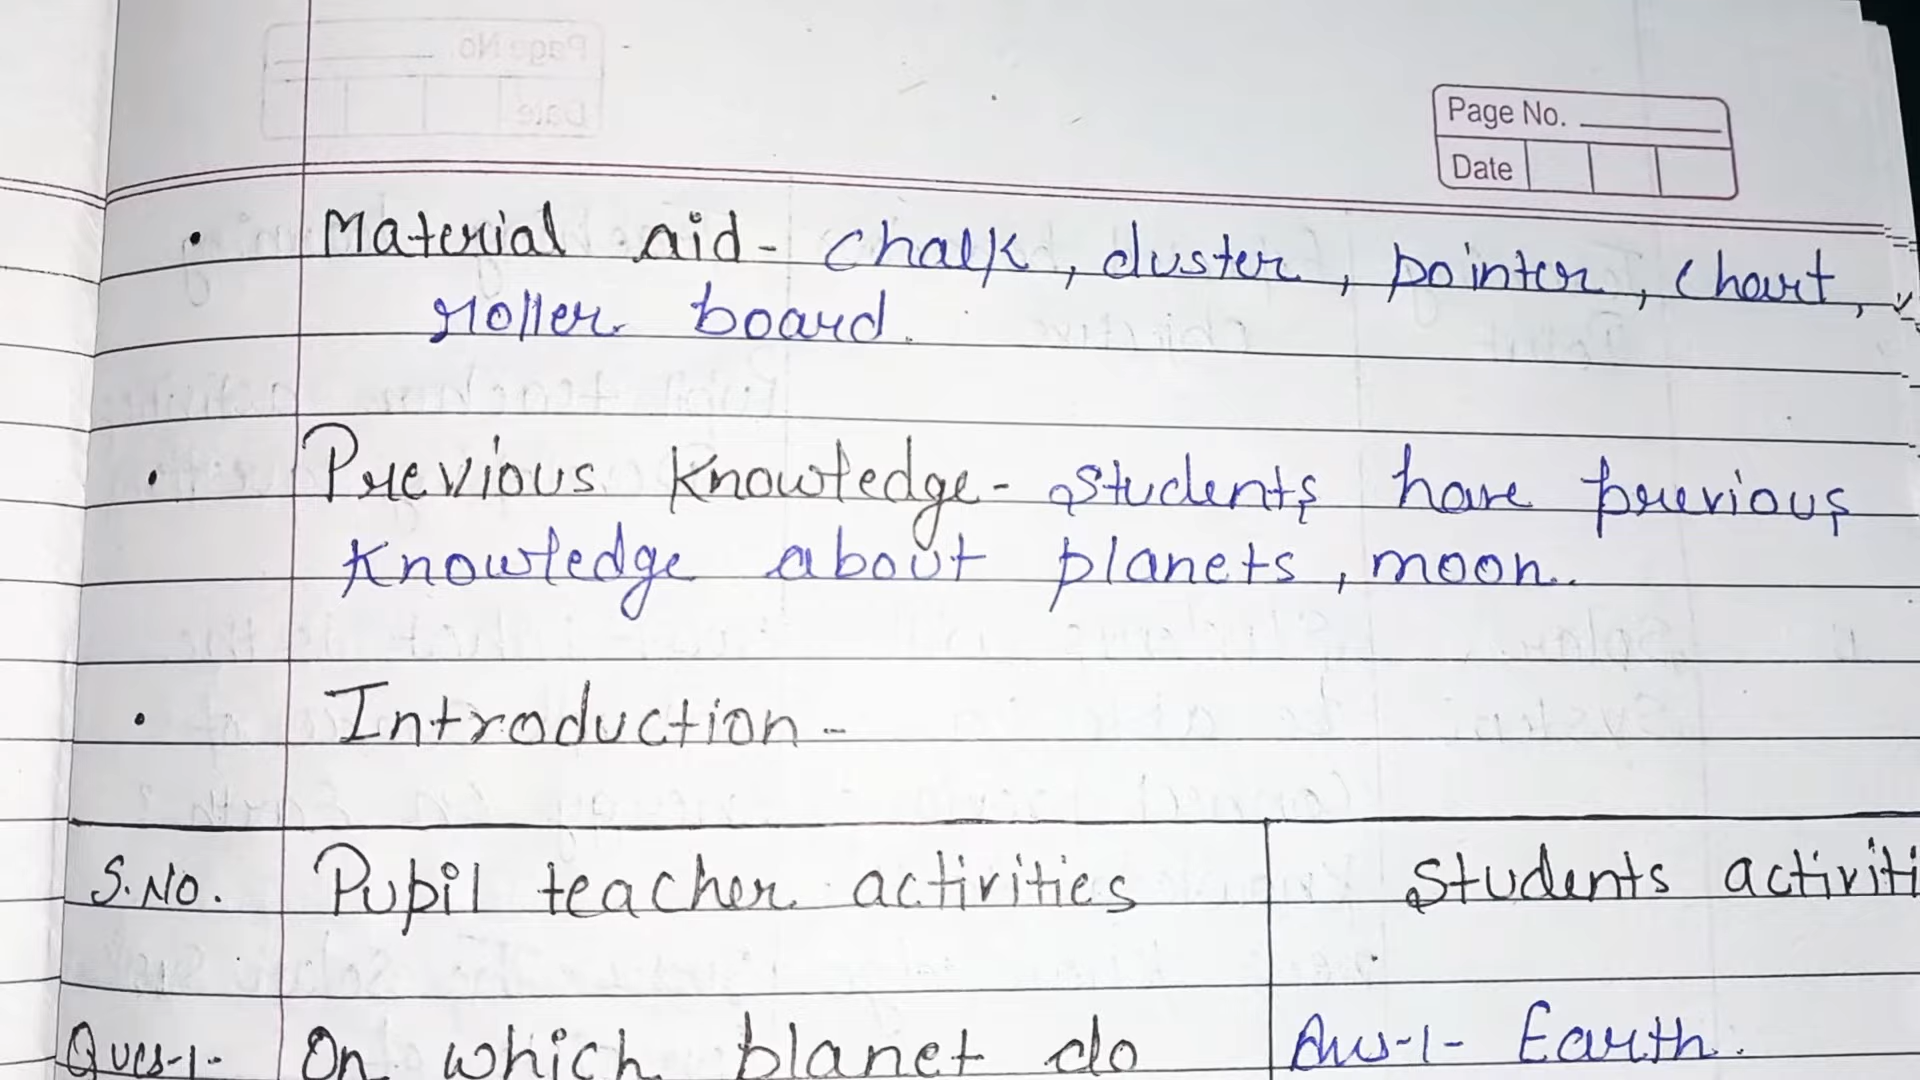 Page No.
Date
• Material aid- chalk, duster, pointer, chart,
roller board.
• Previous Knowledge- students have previous
Knowledge about planets, moon.
• Introduction-
S.No. Pupil teacher activities Students activiti
Ques-1- On which planet do Ans-1- Earth.